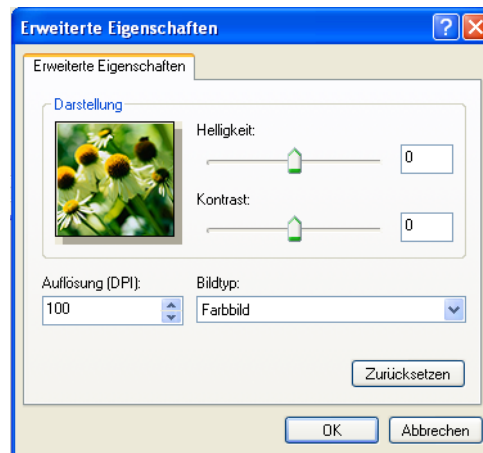 Erweiterte Eigenschaften
Erweiterte Eigenschaften
Darstellung
Helligkeit:
0
Kontrast:
0
Auflösung (DPI):
Bildtyp:
100
Farbbild
Zurücksetzen
OK
Abbrechen